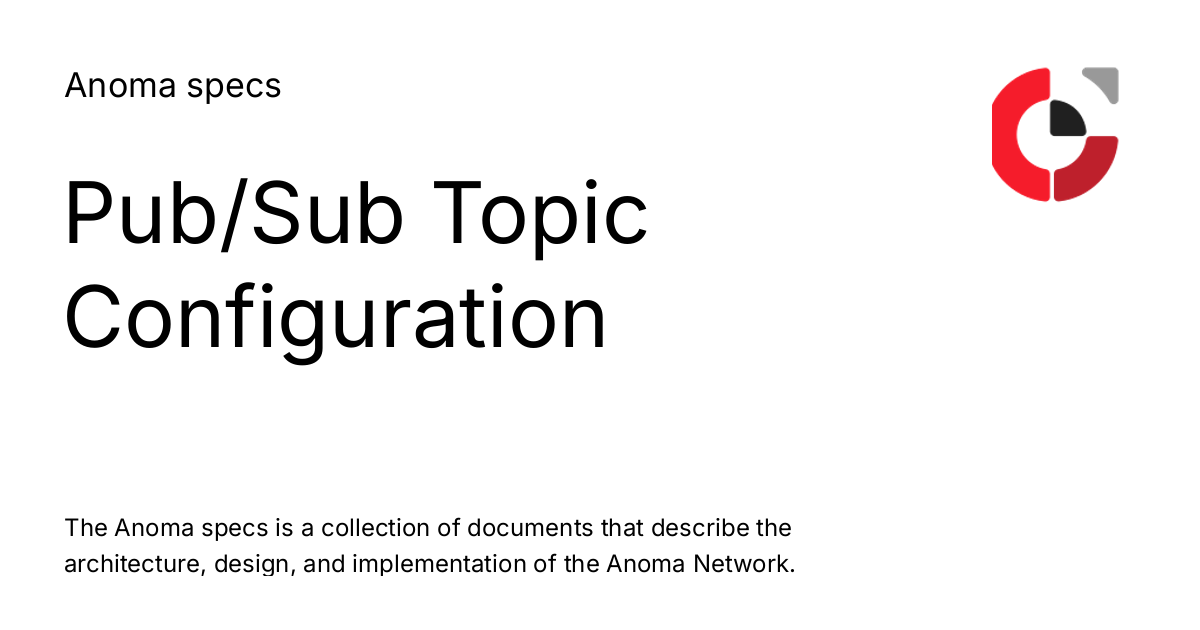 Anoma specs
Pub/Sub Topic
Configuration
The Anoma specs is a collection of documents that describe the
architecture, design, and implementation of the Anoma Network.